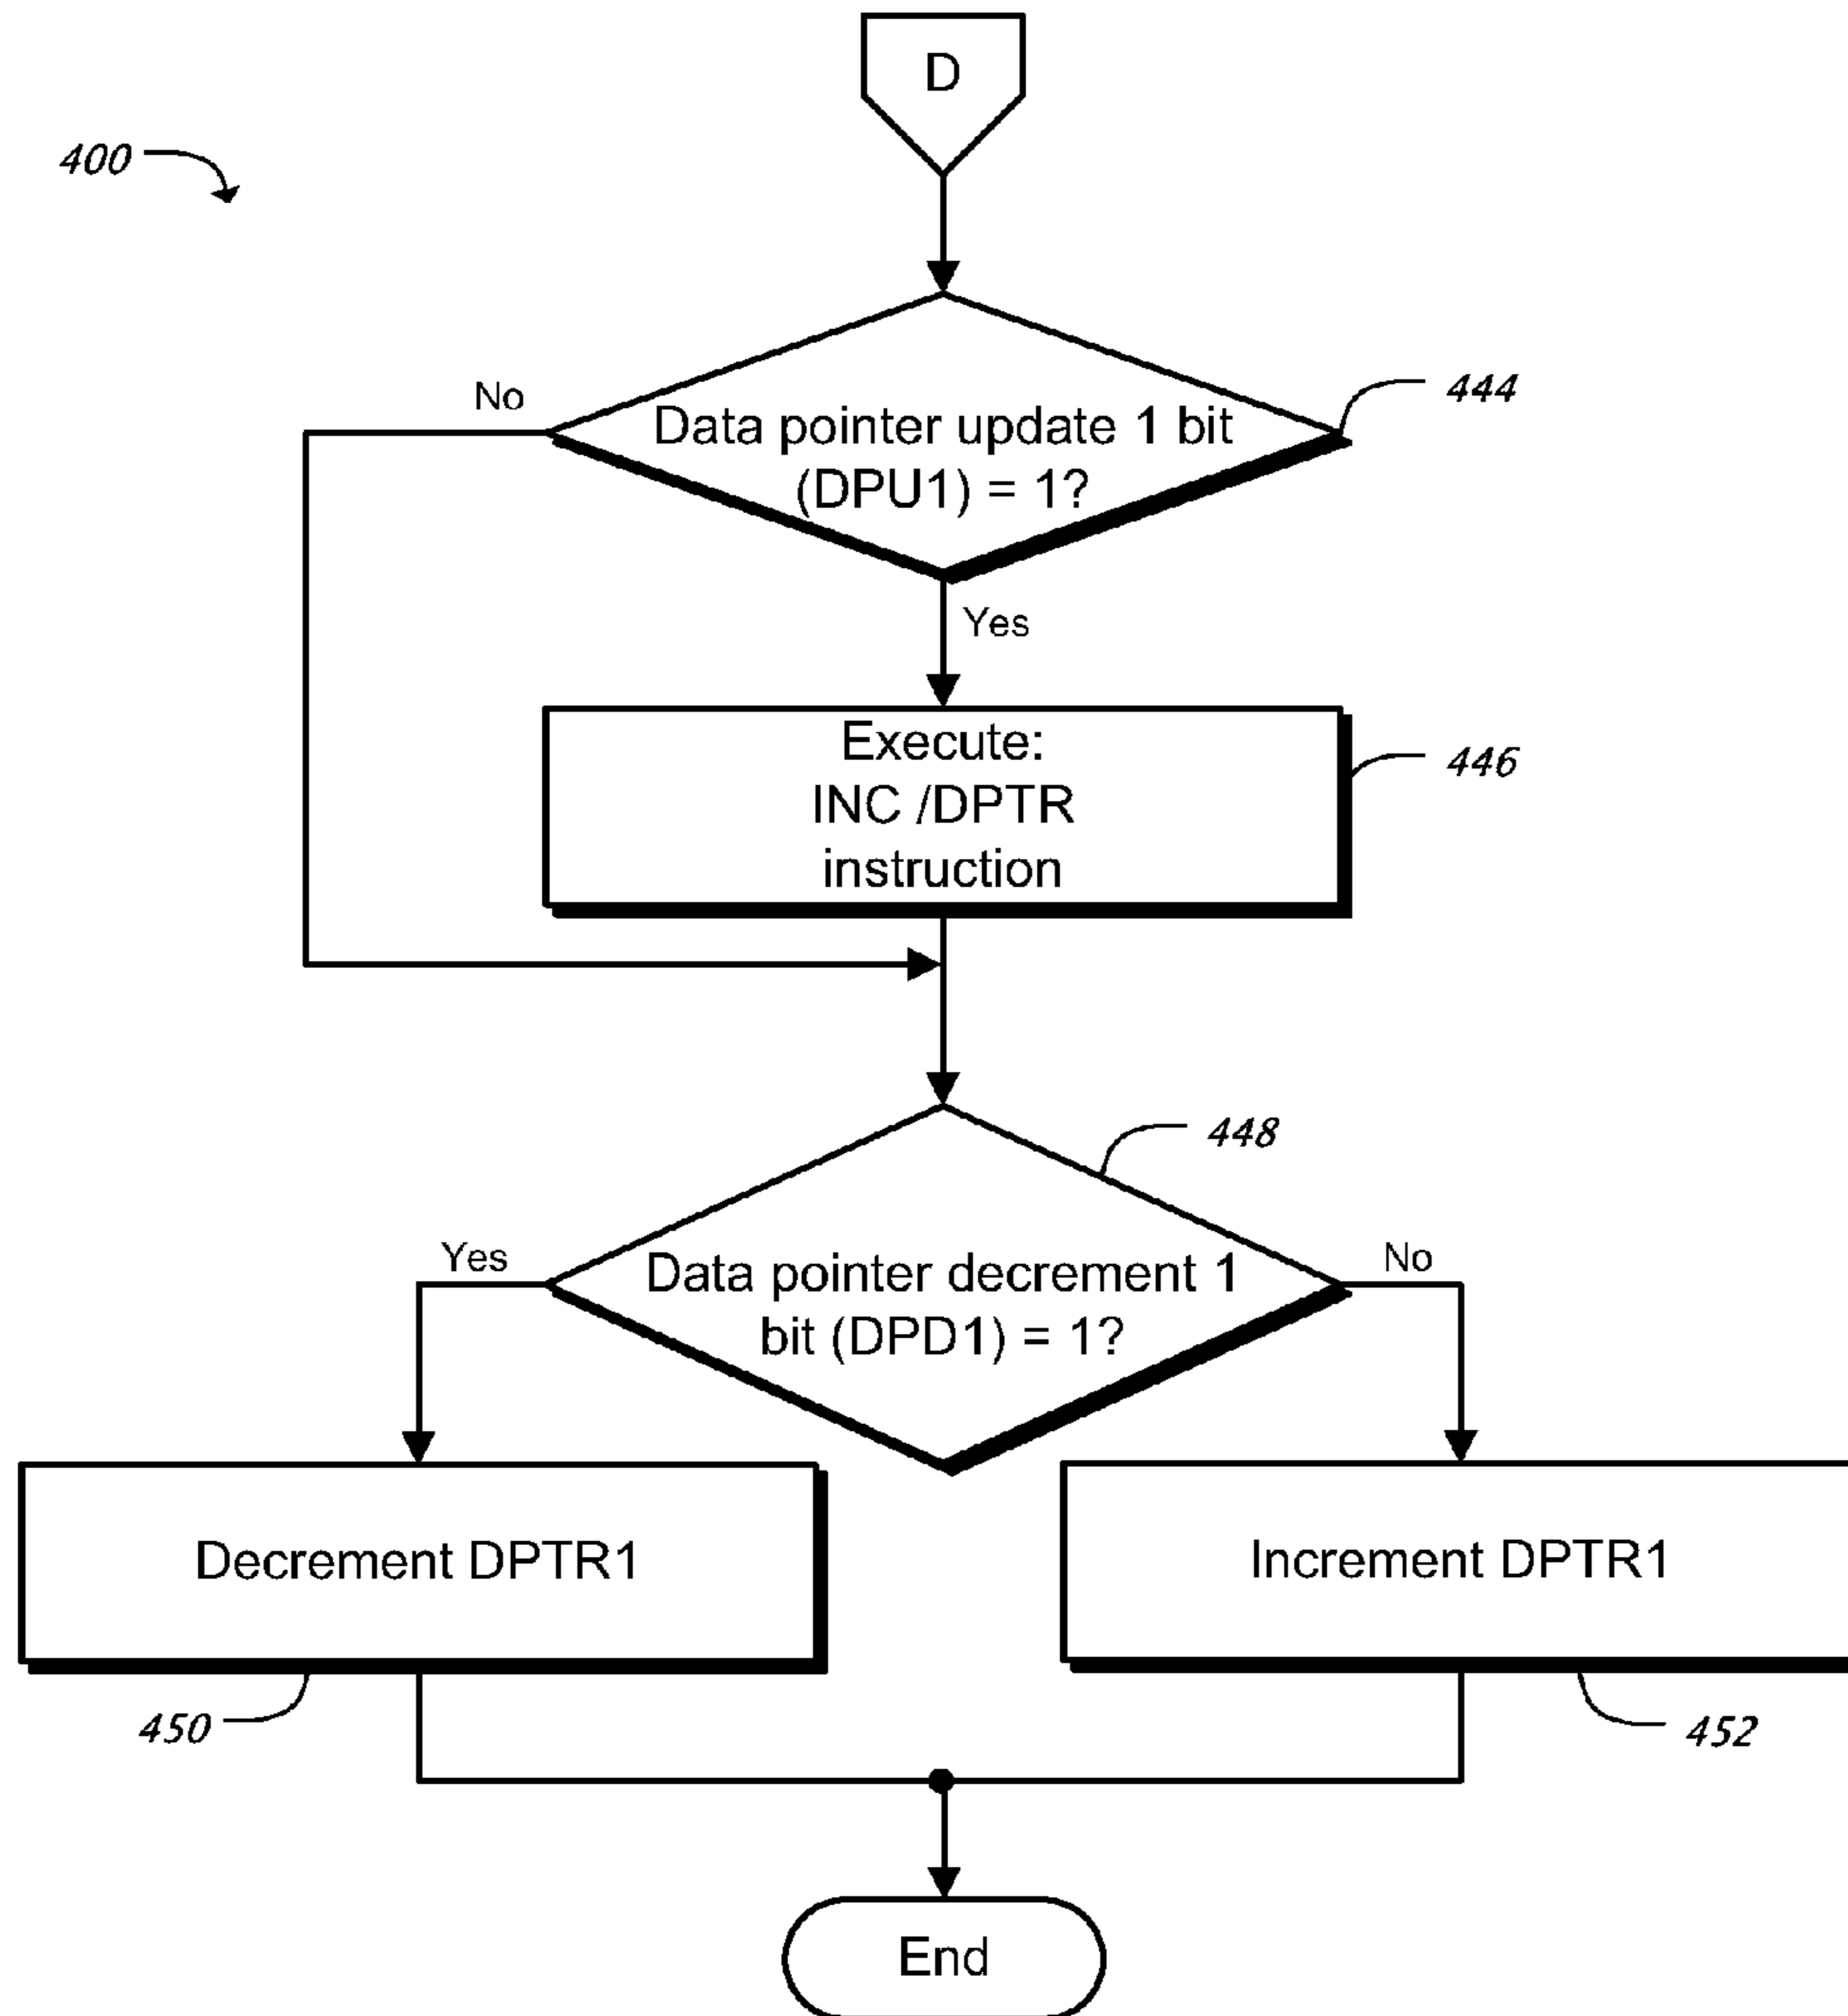 D
400
No
444
Data pointer update 1 bit
(DPU1) = 1?
Yes
446
Execute:
INC /DPTR
instruction
448
Yes
No
Data pointer decrement 1
bit (DPD1) = 1?
Decrement DPTR1
Increment DPTR1
450
452
End